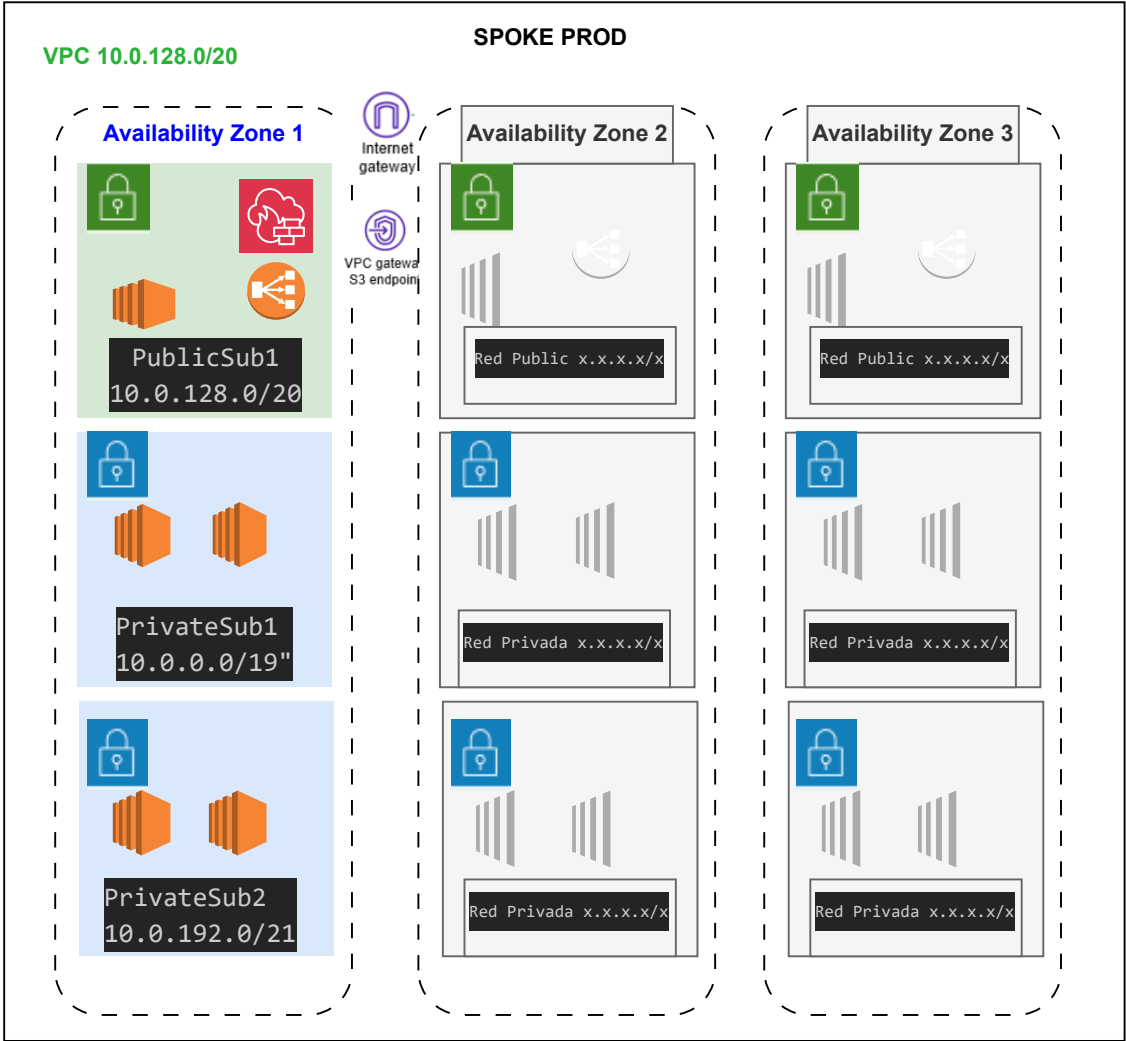 SPOKE PROD
VPC 10.0.128.0/20
Availability Zone 1
Internet
gateway
VPC gatewa
S3 endpoin
Availability Zone 2
Availability Zone 3
PublicSub1
10.0.128.0/20
Red Public x.x.x.x/x
Red Public x.x.x.x/x
PrivateSub1
10.0.0.0/19"
Red Privada x.x.x.x/x
Red Privada x.x.x.x/x
PrivateSub2
10.0.192.0/21
Red Privada x.x.x.x/x
Red Privada x.x.x.x/x